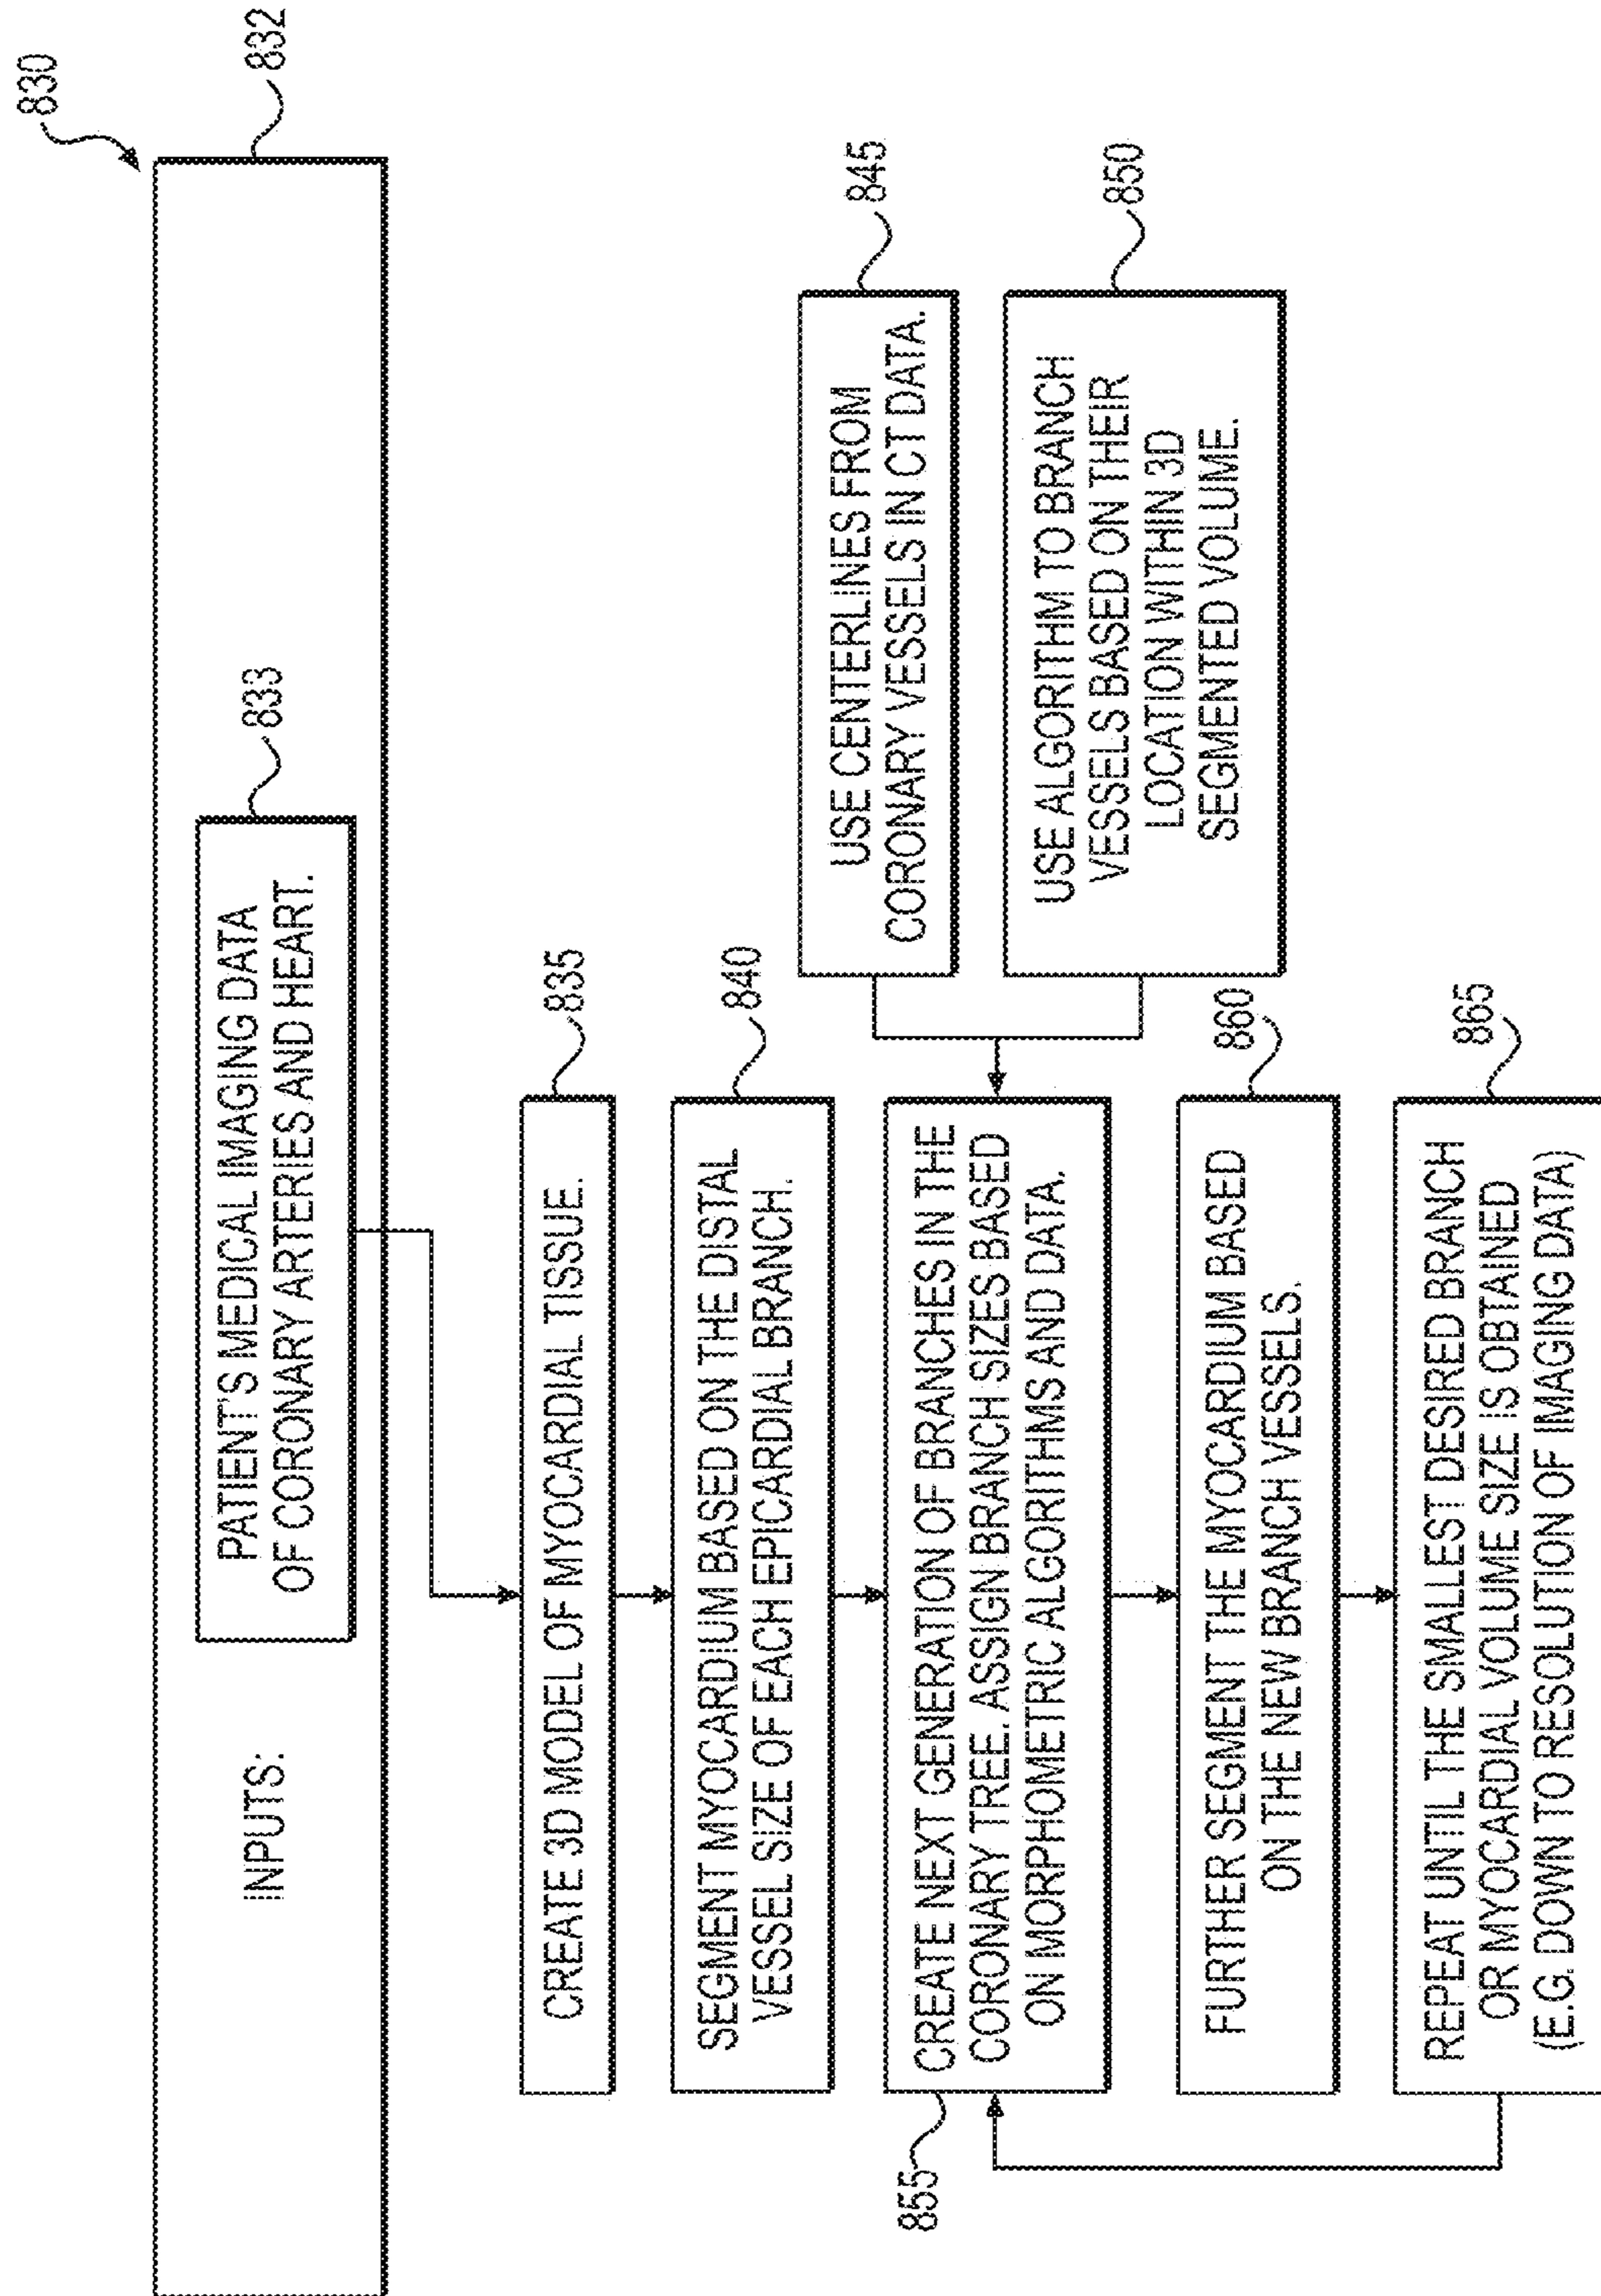 830
832
INPUTS:
833
PATIENT'S MEDICAL IMAGING DATA
OF CORONARY ARTERIES AND HEART.
835
CREATE 3D MODEL OF MYOCARDIAL TISSUE.
840
SEGMENT MYOCARDIUM BASED ON THE DISTAL
VESSEL SIZE OF EACH EPICARDIAL BRANCH.
845
USE CENTERLINES FROM
CORONARY VESSELS IN CT DATA.
850
USE ALGORITHM TO BRANCH
VESSELS BASED ON THEIR
LOCATION WITHIN 3D
SEGMENTED VOLUME.
855
CREATE NEXT GENERATION OF BRANCHES IN THE
CORONARY TREE. ASSIGN BRANCH SIZES BASED
ON MORPHOMETRIC ALGORITHMS AND DATA.
860
FURTHER SEGMENT THE MYOCARDIUM BASED
ON THE NEW BRANCH VESSELS.
865
REPEAT UNTIL THE SMALLEST DESIRED BRANCH
OR MYOCARDIAL VOLUME SIZE IS OBTAINED
(E.G. DOWN TO RESOLUTION OF IMAGING DATA)